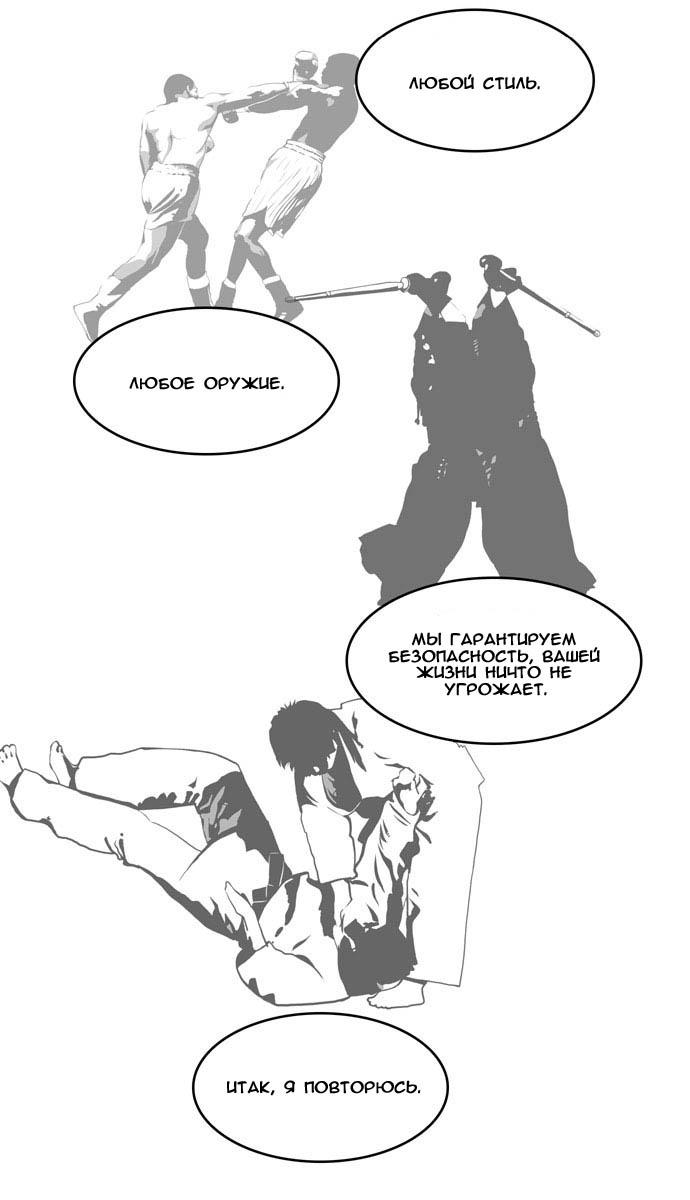 ЛЮБОЙ СТИЛЬ.
ЛЮБОЕ ОРУЖИЕ.
МЫ ГАРАНТИРУЕМ
БЕЗОПАСНОСТЬ, ВАШЕЙ
ЖИЗНИ НИЧТО НЕ
УГРОЖАЕТ.
ИТАК, Я ПОВТОРЮСЬ.